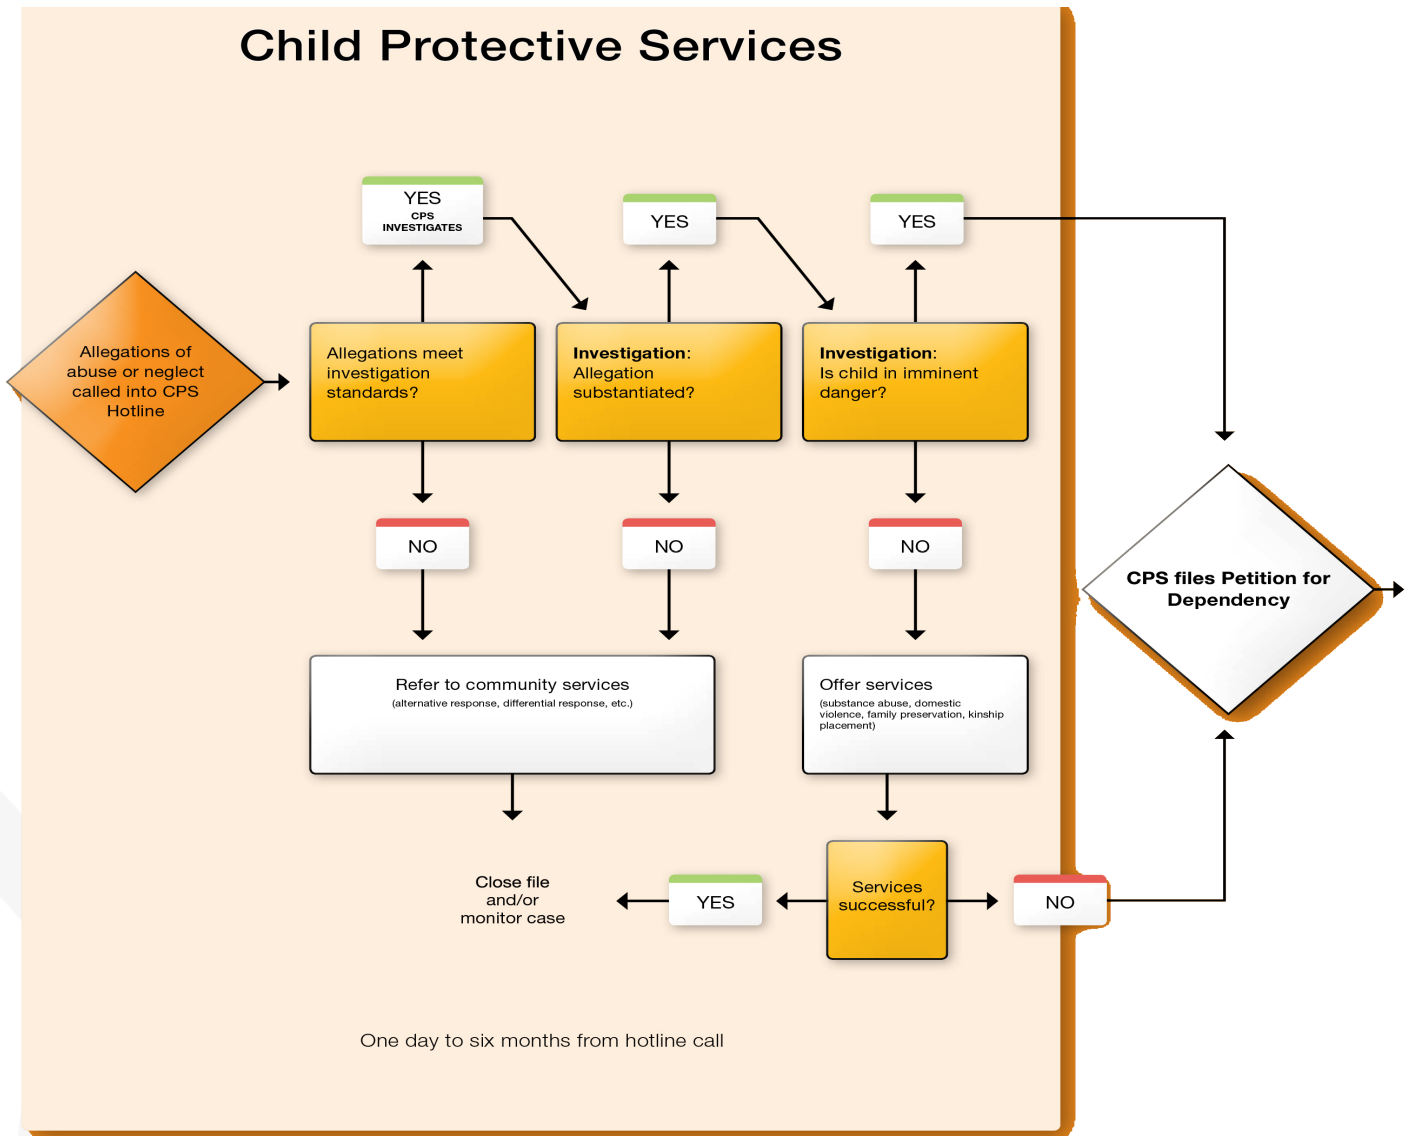 Child Protective Services
YES
CPS
INVESTIGATES
YES
YES
Allegations of
abuse or neglect
called into CPS
Hotline
Allegations meet
investigation
standards?
Investigation:
Allegation
substantiated?
Investigation:
Is child in imminent
danger?
NO
NO
NO
CPS files Petition for
Dependency
Refer to community services
(alternative response, differential response, etc.)
Offer services
(substance abuse, domestic
violence, family preservation, kinship
placement)
Close file
and/or
monitor case
YES
Services
successful?
NO
One day to six months from hotline call